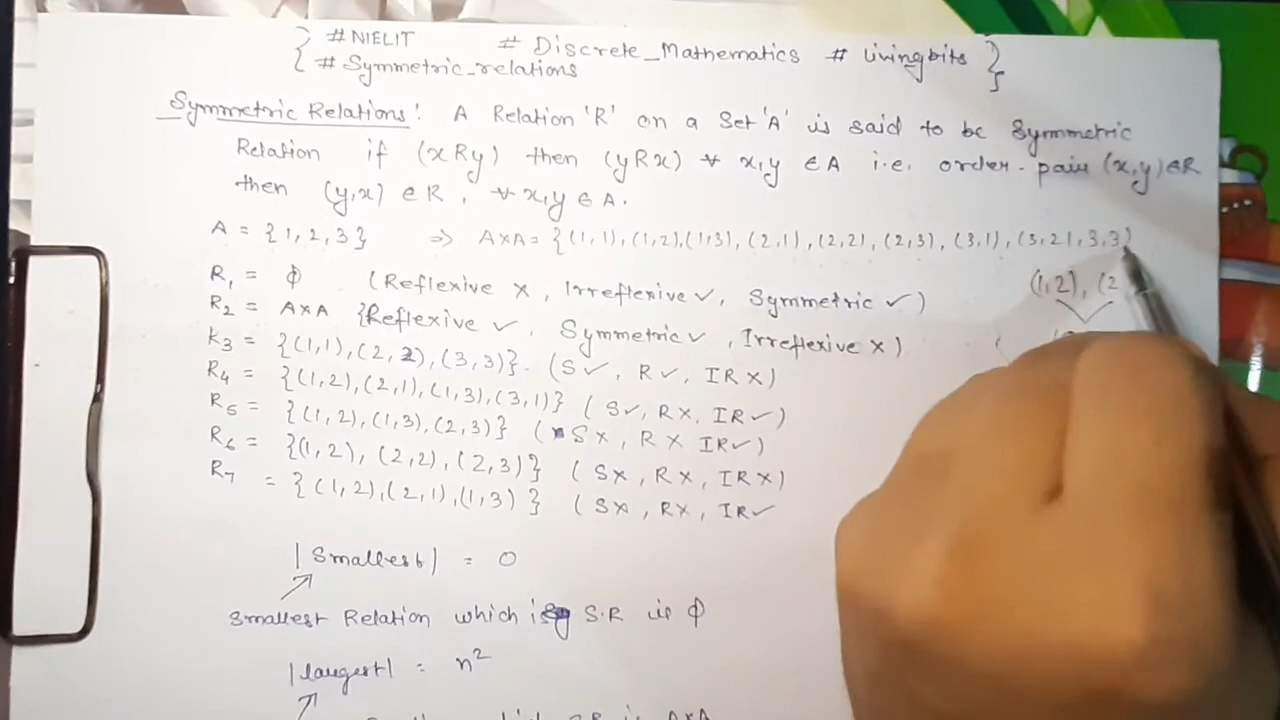 { #NIELIT # Discrete_Mathematics # Livingbits }
# Symmetric_relations
Symmetric Relations: A Relation 'R' on a Set 'A' is said to be Symmetric
Relation if (xRy) then (yRx) ∀ x,y ∈A i.e. order-pair (x,y)∈R
then (y,x) ∈ R, ∀ x,y ∈ A.
A = {1,2,3} ⇒ A×A = {(1,1),(1,2),(1,3),(2,1),(2,2),(2,3),(3,1),(3,2),3,3)
R1 = ϕ (Reflexive ×, Irreflexive ✓, Symmetric ✓)
(1,2), (2
R2 = A×A {Reflexive ✓, Symmetric ✓, Irreflexive ×)
R3 = {(1,1),(2,2),(3,3)}. (S✓, R✓, IR×)
R4 = {(1,2),(2,1),(1,3),(3,1)} (S✓, R×, IR✓)
R5 = {(1,2),(1,3),(2,3)} (S×, R× IR✓)
R6 = {(1,2), (2,2), (2,3)} (S×, R×, IR×)
R7 = {(1,2),(2,1),(1,3)} (S×, R×, IR✓
|Smallest| = 0
Smallest Relation which is S.R is ϕ
|largest| = n²
is A×A